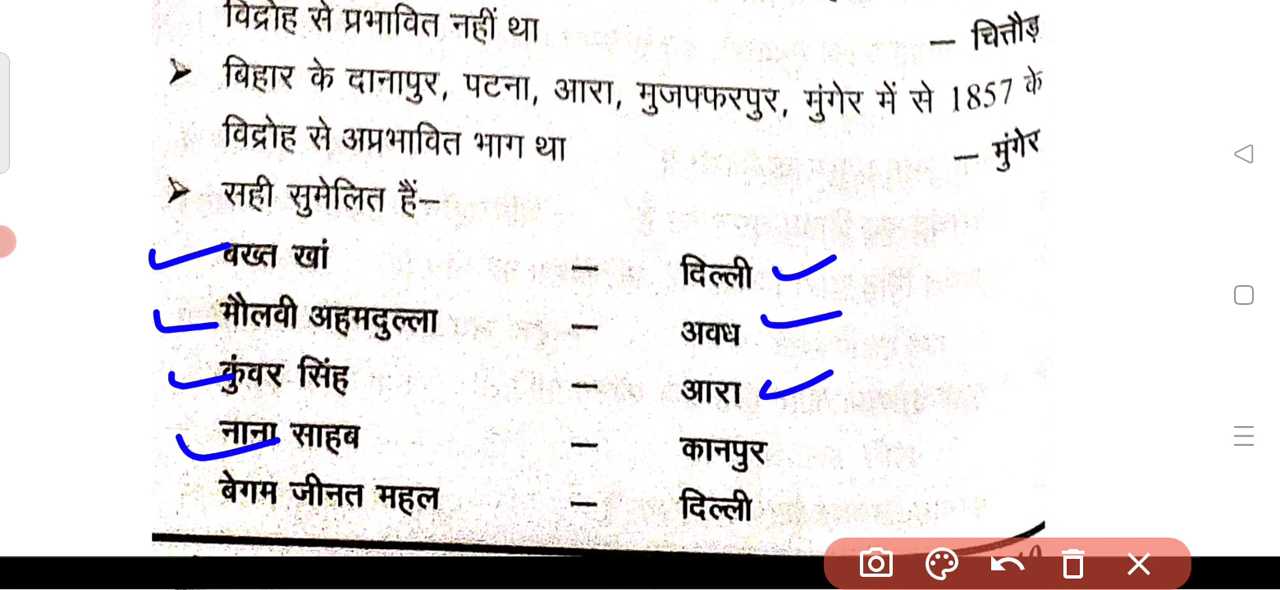 विद्रोह से प्रभावित नहीं था — चित्तौड़
➤ बिहार के दानापुर, पटना, आरा, मुजफ्फरपुर, मुंगेर में से 1857 के
विद्रोह से अप्रभावित भाग था — मुंगेर
➤ सही सुमेलित हैं–
बख्त खां — दिल्ली
मौलवी अहमदुल्ला — अवध
कुंवर सिंह — आरा
नाना साहब — कानपुर
बेगम जीनत महल — दिल्ली